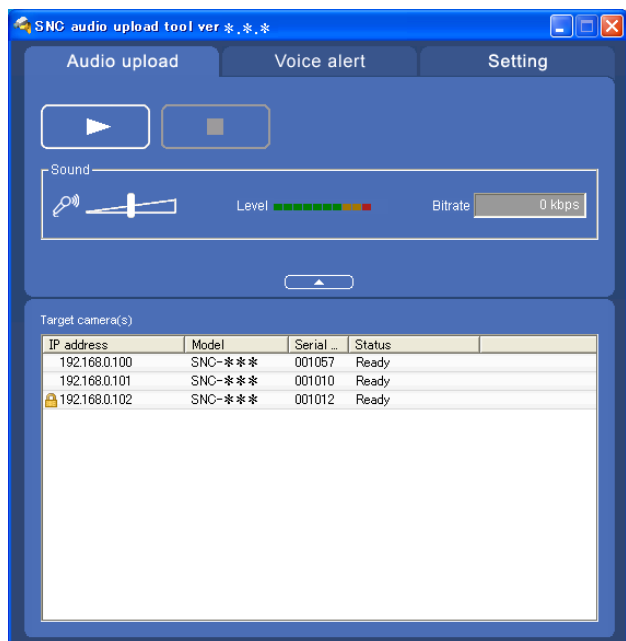 SNC audio upload tool ver *.*.*
Audio upload Voice alert Setting
Sound
Level Bitrate 0 kbps
Target camera(s)
IP address Model Serial ... Status
192.168.0.100 SNC-*** 001057 Ready
192.168.0.101 SNC-*** 001010 Ready
192.168.0.102 SNC-*** 001012 Ready